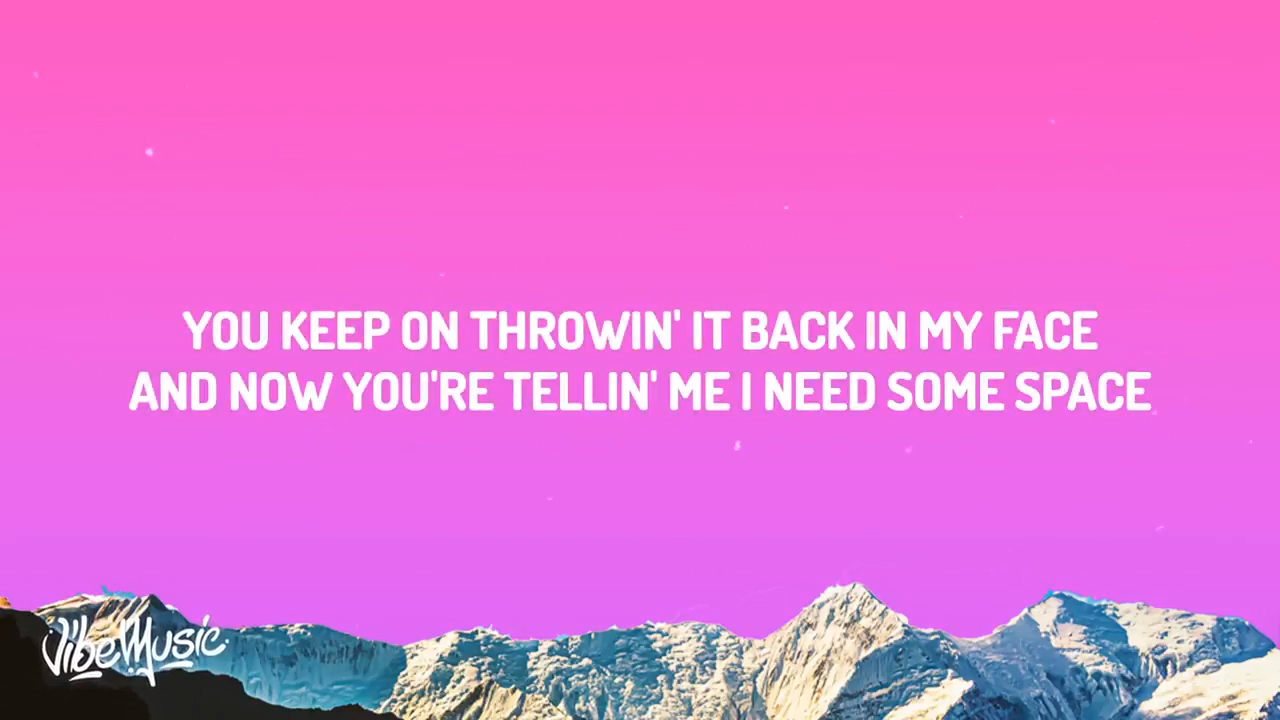 YOU KEEP ON THROWIN' IT BACK IN MY FACE
AND NOW YOU'RE TELLIN' ME I NEED SOME SPACE
VibeMusic